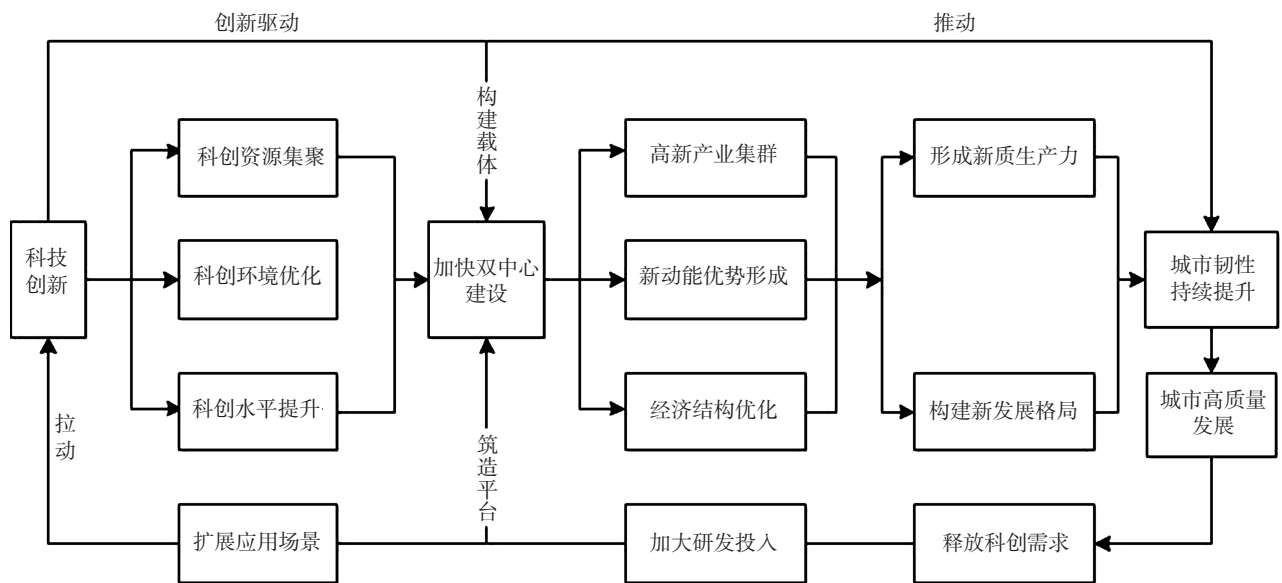 创新驱动
推动
构建载体
科创资源集聚
高新产业集群
形成新质生产力
科技
创新
科创环境优化
加快双中心
建设
新动能优势形成
城市韧性
持续提升
科创水平提升
经济结构优化
构建新发展格局
城市高质量
发展
拉动
筑造平台
扩展应用场景
加大研发投入
释放科创需求